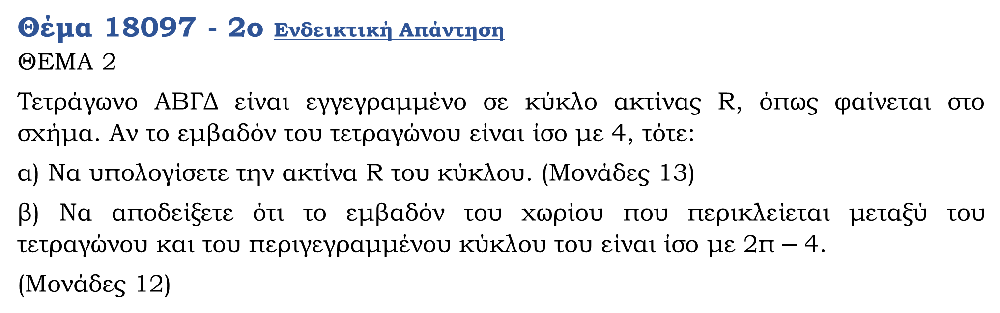 Θέμα 18097 - 2ο Ενδεικτική Απάντηση
ΘΕΜΑ 2
Τετράγωνο ΑΒΓΔ είναι εγγεγραμμένο σε κύκλο ακτίνας R, όπως φαίνεται στο
σχήμα. Αν το εμβαδόν του τετραγώνου είναι ίσο με 4, τότε:
α) Να υπολογίσετε την ακτίνα R του κύκλου. (Μονάδες 13)
β) Να αποδείξετε ότι το εμβαδόν του χωρίου που περικλείεται μεταξύ του
τετραγώνου και του περιγεγραμμένου κύκλου του είναι ίσο με 2π – 4.
(Μονάδες 12)